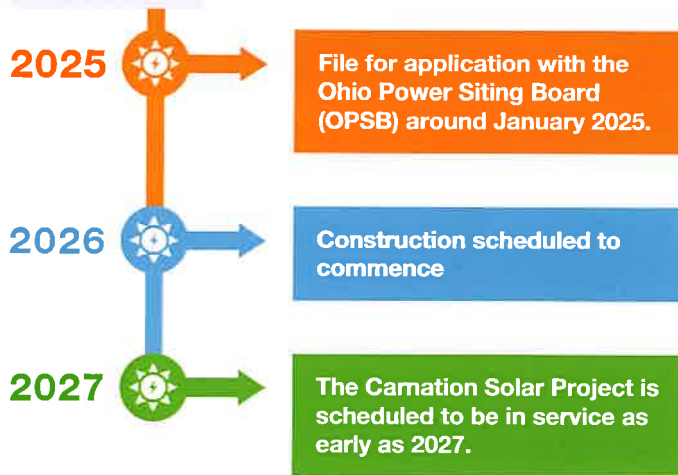 2025
File for application with the
Ohio Power Siting Board
(OPSB) around January 2025.
2026
Construction scheduled to
commence
2027
The Carnation Solar Project is
scheduled to be in service as
early as 2027.